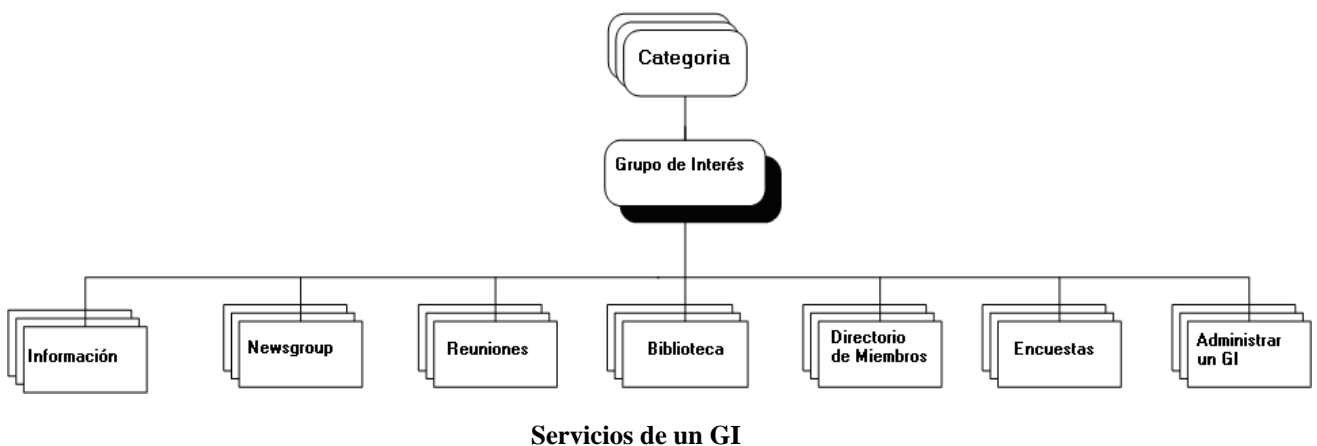 Categoria
Grupo de Interés
Información
Newsgroup
Reuniones
Biblioteca
Directorio
de Miembros
Encuestas
Administrar
un GI
Servicios de un GI